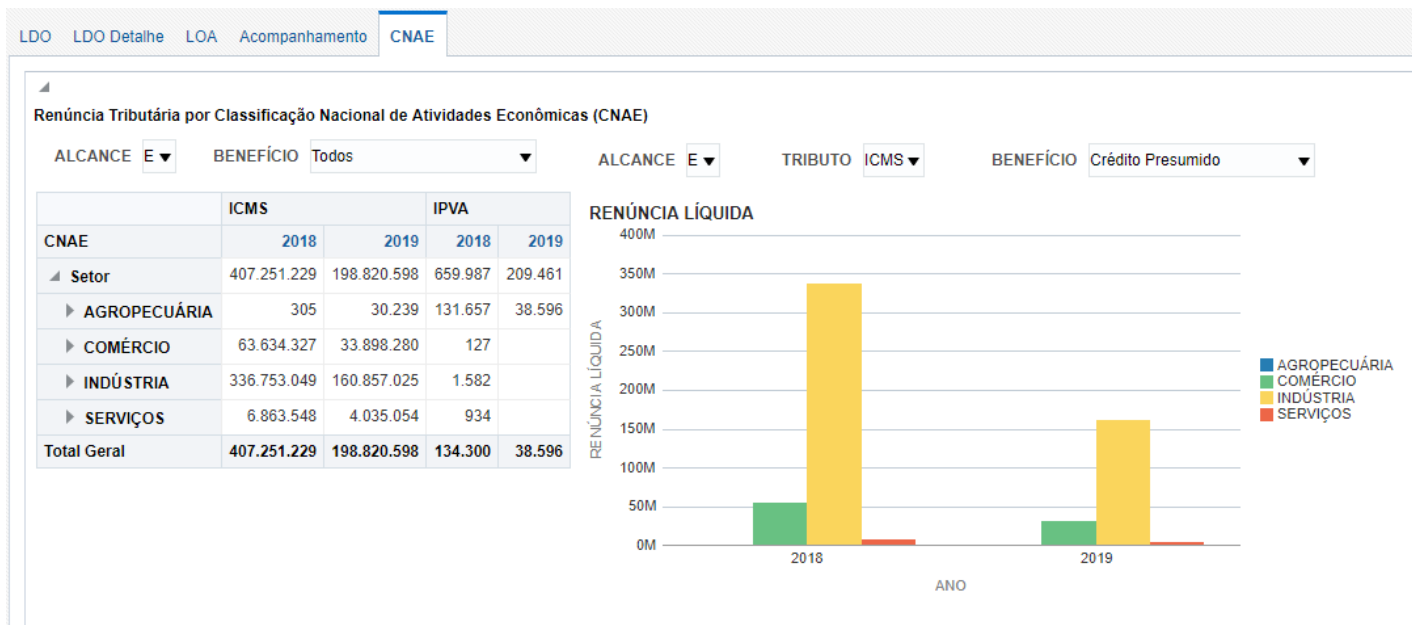 LDO LDO Detalhe LOA Acompanhamento CNAE
Renúncia Tributária por Classificação Nacional de Atividades Econômicas (CNAE)
ALCANCE E BENEFÍCIO Todos
ICMS IPVA
CNAE 2018 2019 2018 2019
Setor 407.251.229 198.820.598 659.987 209.461
AGROPECUÁRIA 305 30.239 131.657 38.596
COMÉRCIO 63.634.327 33.898.280 127
INDÚSTRIA 336.753.049 160.857.025 1.582
SERVIÇOS 6.863.548 4.035.054 934
Total Geral 407.251.229 198.820.598 134.300 38.596
ALCANCE E TRIBUTO ICMS BENEFÍCIO Crédito Presumido
RENÚNCIA LÍQUIDA
400M
350M
300M
250M
200M
150M
100M
50M
0M
RENÚNCIA LÍQUIDA
2018 2019
ANO
AGROPECUÁRIA
COMÉRCIO
INDÚSTRIA
SERVIÇOS